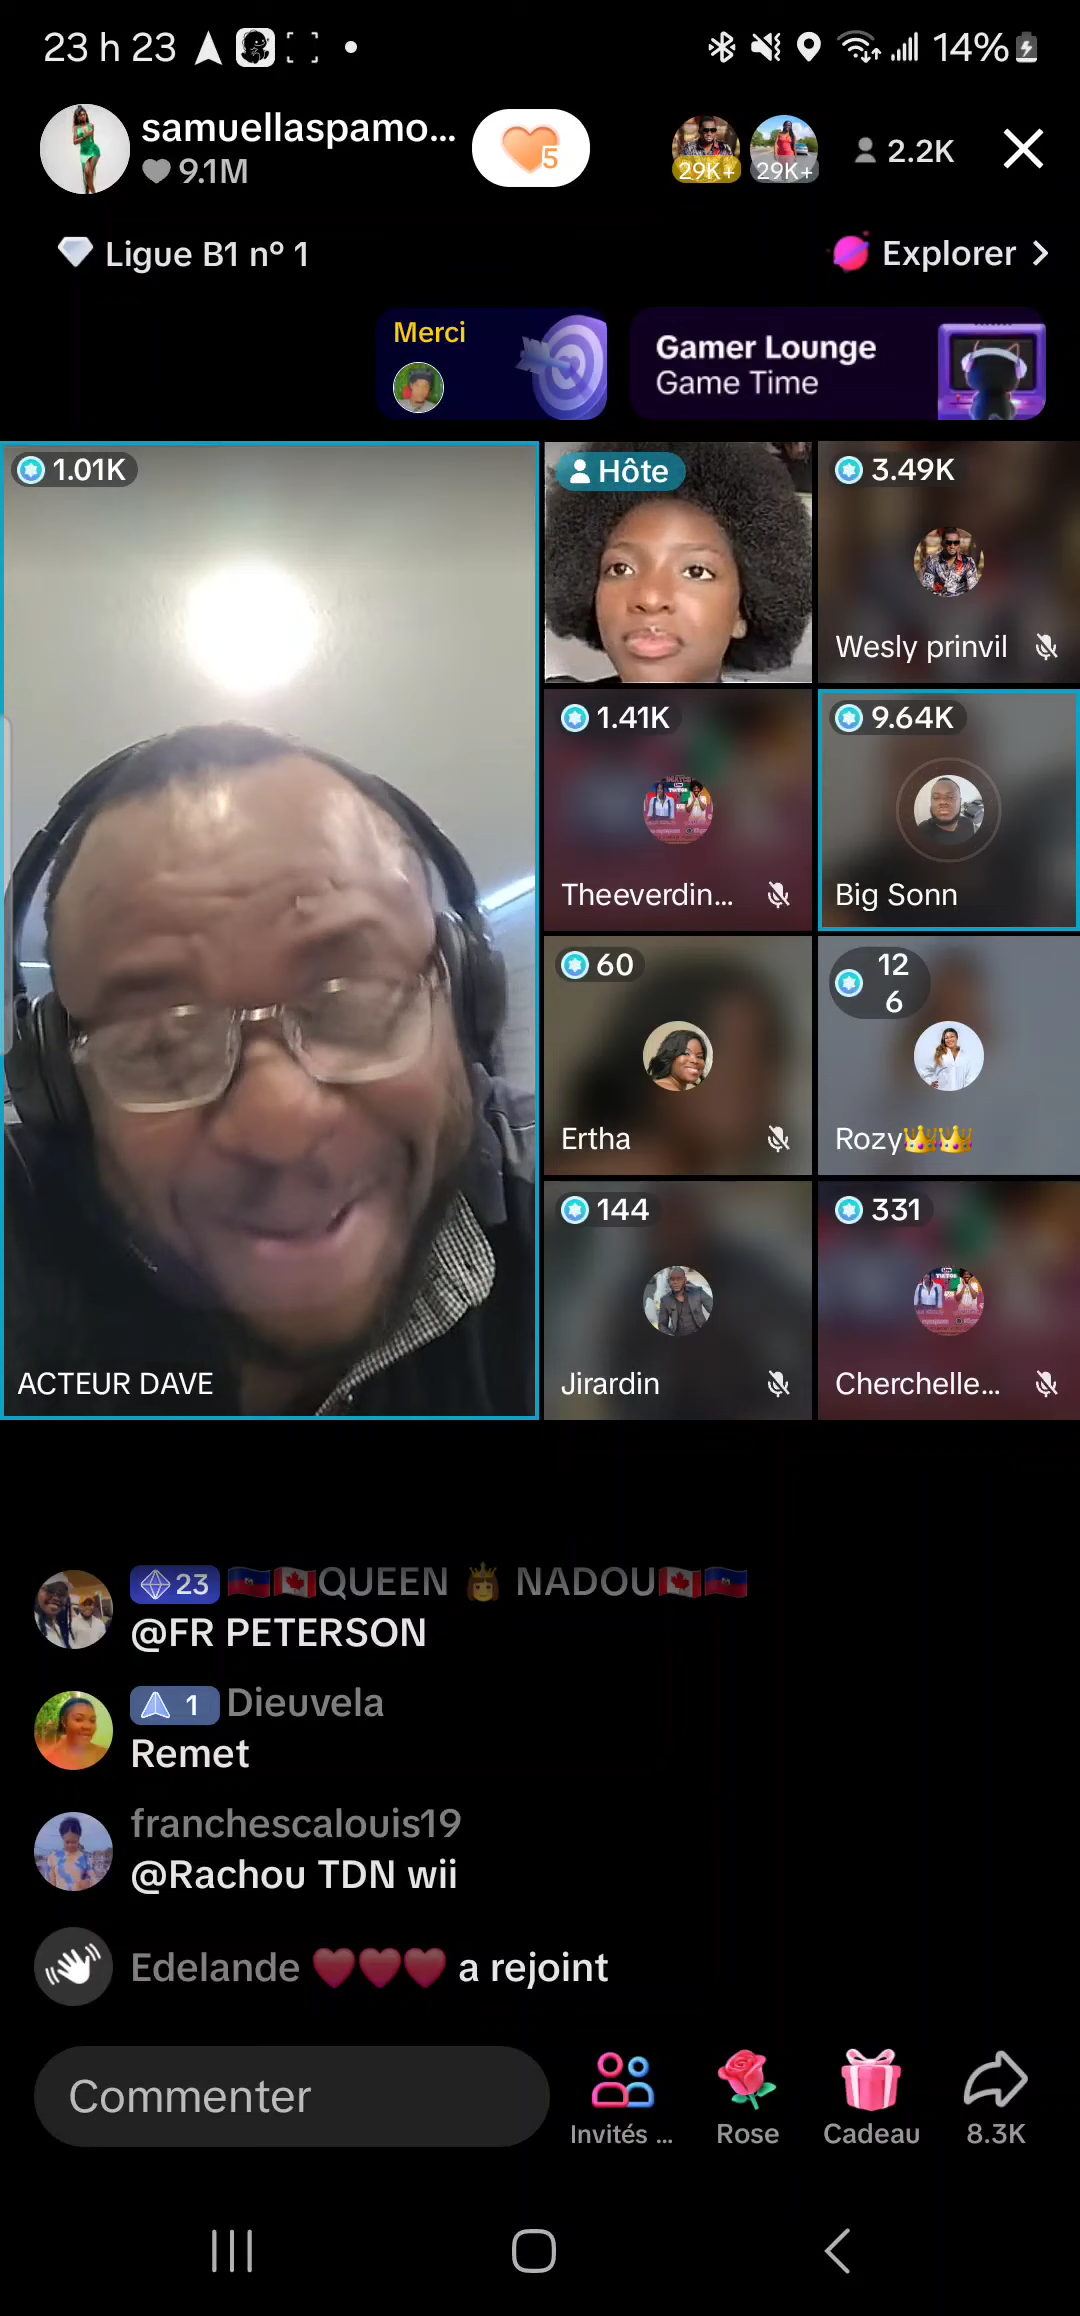 23 h 23
14%
samuellaspamo...
9.1M
5
29K+
29K+
2.2K
Ligue B1 nº 1
Explorer
Merci
Gamer Lounge
Game Time
1.01K
Hôte
3.49K
Wesly prinvil
1.41K
9.64K
Theeverdin...
Big Sonn
60
12
6
Ertha
Rozy👑👑
144
331
ACTEUR DAVE
Jirardin
Cherchelle...
23 🇭🇹🇨🇦QUEEN 👸 NADOU🇨🇦🇭🇹
@FR PETERSON
1 Dieuvela
Remet
franchescalouis19
@Rachou TDN wii
Edelande ❤️❤️❤️ a rejoint
Commenter
Invités ...
Rose
Cadeau
8.3K